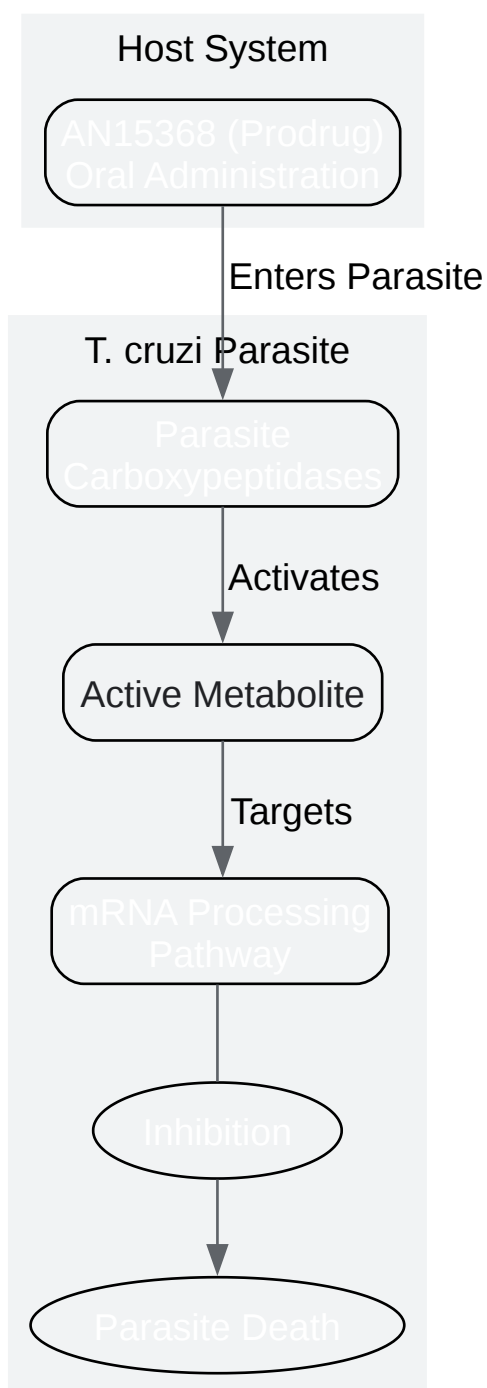 Host System
AN15368 (Prodrug)
Oral Administration
Enters Parasite
T. cruzi Parasite
Parasite
Carboxypeptidases
Activates
Active Metabolite
Targets
mRNA Processing
Pathway
Inhibition
Parasite Death